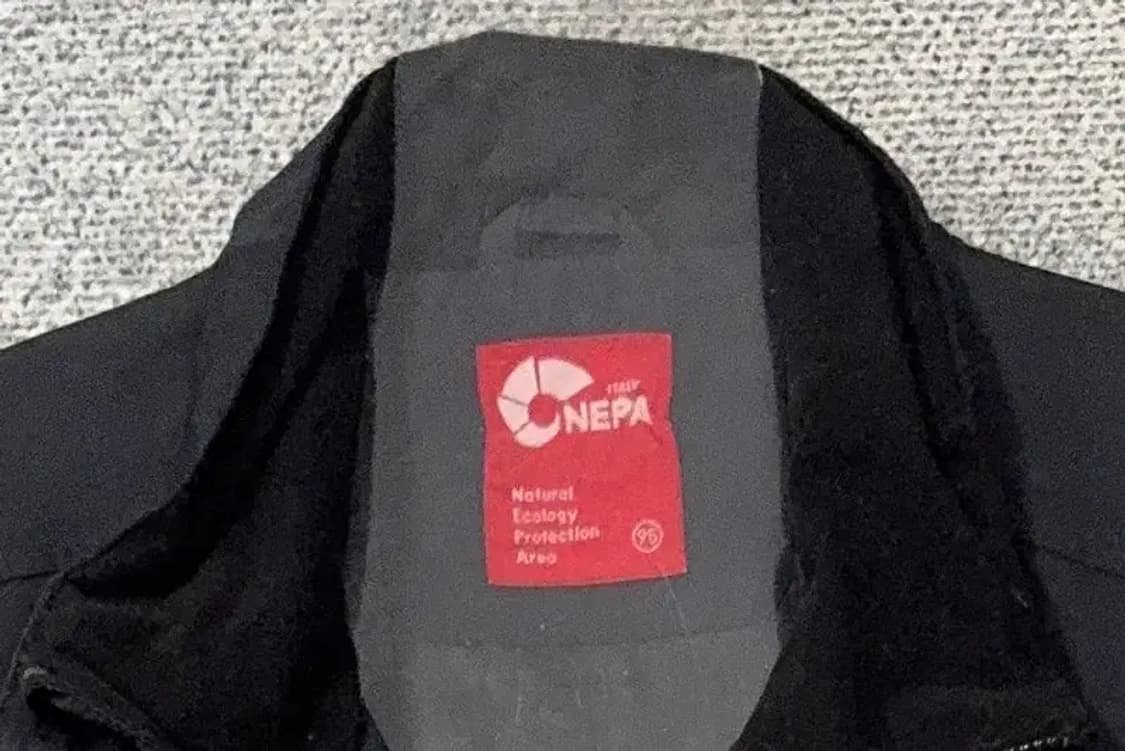 ITALY
NEPA
Natural
Ecology
Protection
Area
95